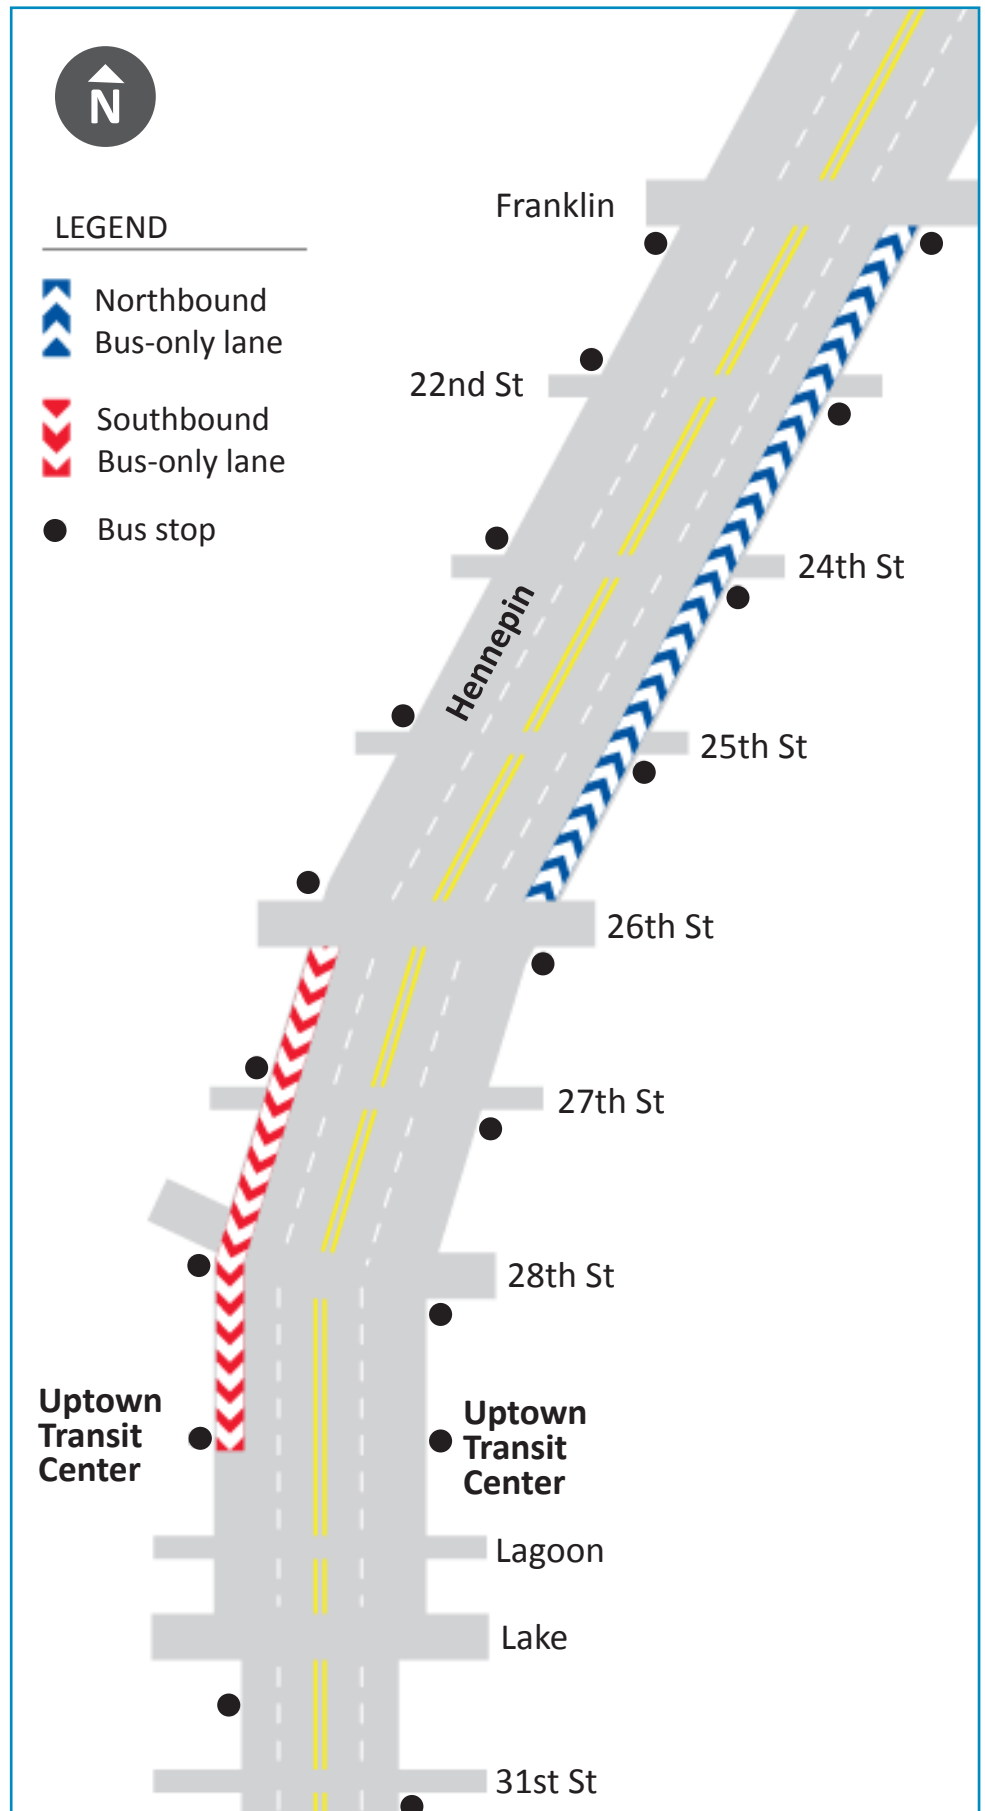 N
LEGEND
Northbound
Bus-only lane
Southbound
Bus-only lane
Bus stop
Franklin
22nd St
24th St
Hennepin
25th St
26th St
27th St
28th St
Uptown
Transit
Center
Uptown
Transit
Center
Lagoon
Lake
31st St